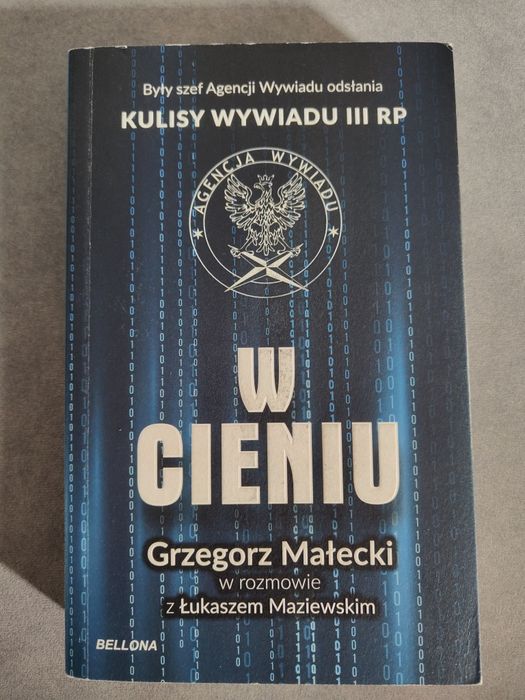 Były szef Agencji Wywiadu odsłania
KULISY WYWIADU III RP
* AGENCJA WYWIADU *
W
CIENIU
Grzegorz Małecki
w rozmowie
z Łukaszem Maziewskim
BELLONA